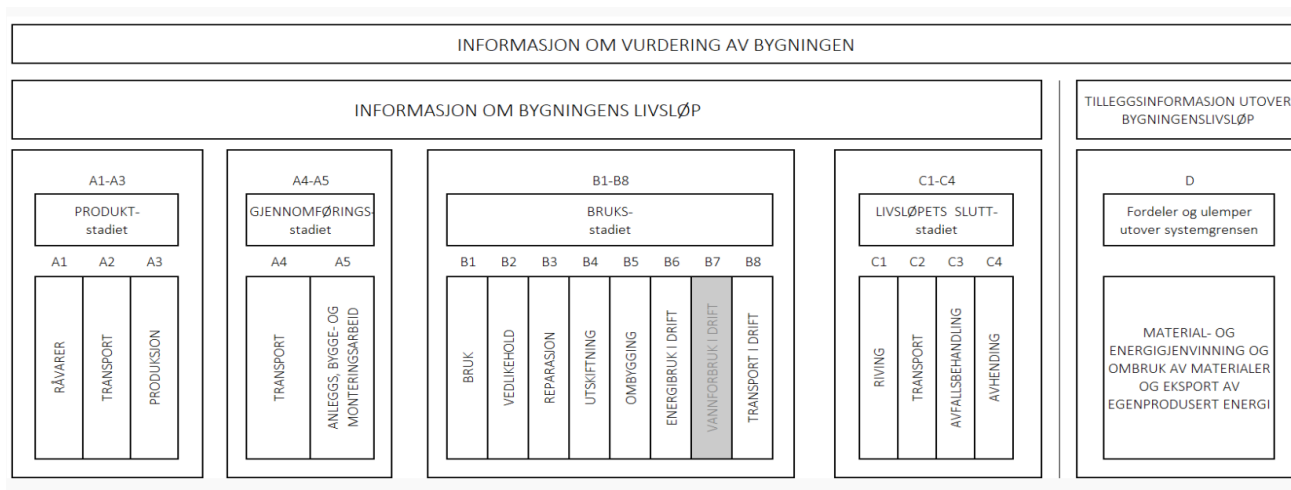 INFORMASJON OM VURDERING AV BYGNINGEN
INFORMASJON OM BYGNINGENS LIVSLØP
TILLEGGSINFORMASJON UTOVER
BYGNINGENSLIVSLØP
A1-A3
PRODUKT-
stadiet
A1 A2 A3
RÅVARER
TRANSPORT
PRODUKSJON
A4-A5
GJENNOMFØRINGS-
stadiet
A4 A5
TRANSPORT
ANLEGGS, BYGGE- OG
MONTERINGSARBEID
B1-B8
BRUKS-
stadiet
B1 B2 B3 B4 B5 B6 B7 B8
BRUK
VEDLIKEHOLD
REPARASJON
UTSKIFTNING
OMBYGGING
ENERGIBRUK I DRIFT
VANNFORBRUK I DRIFT
TRANSPORT I DRIFT
C1-C4
LIVSLØPETS SLUTT-
stadiet
C1 C2 C3 C4
RIVING
TRANSPORT
AVFALLSBEHANDLING
AVHENDING
D
Fordeler og ulemper
utover systemgrensen
MATERIAL- OG
ENERGIGJENVINNING OG
OMBRUK AV MATERIALER
OG EKSPORT AV
EGENPRODUSERT ENERGI